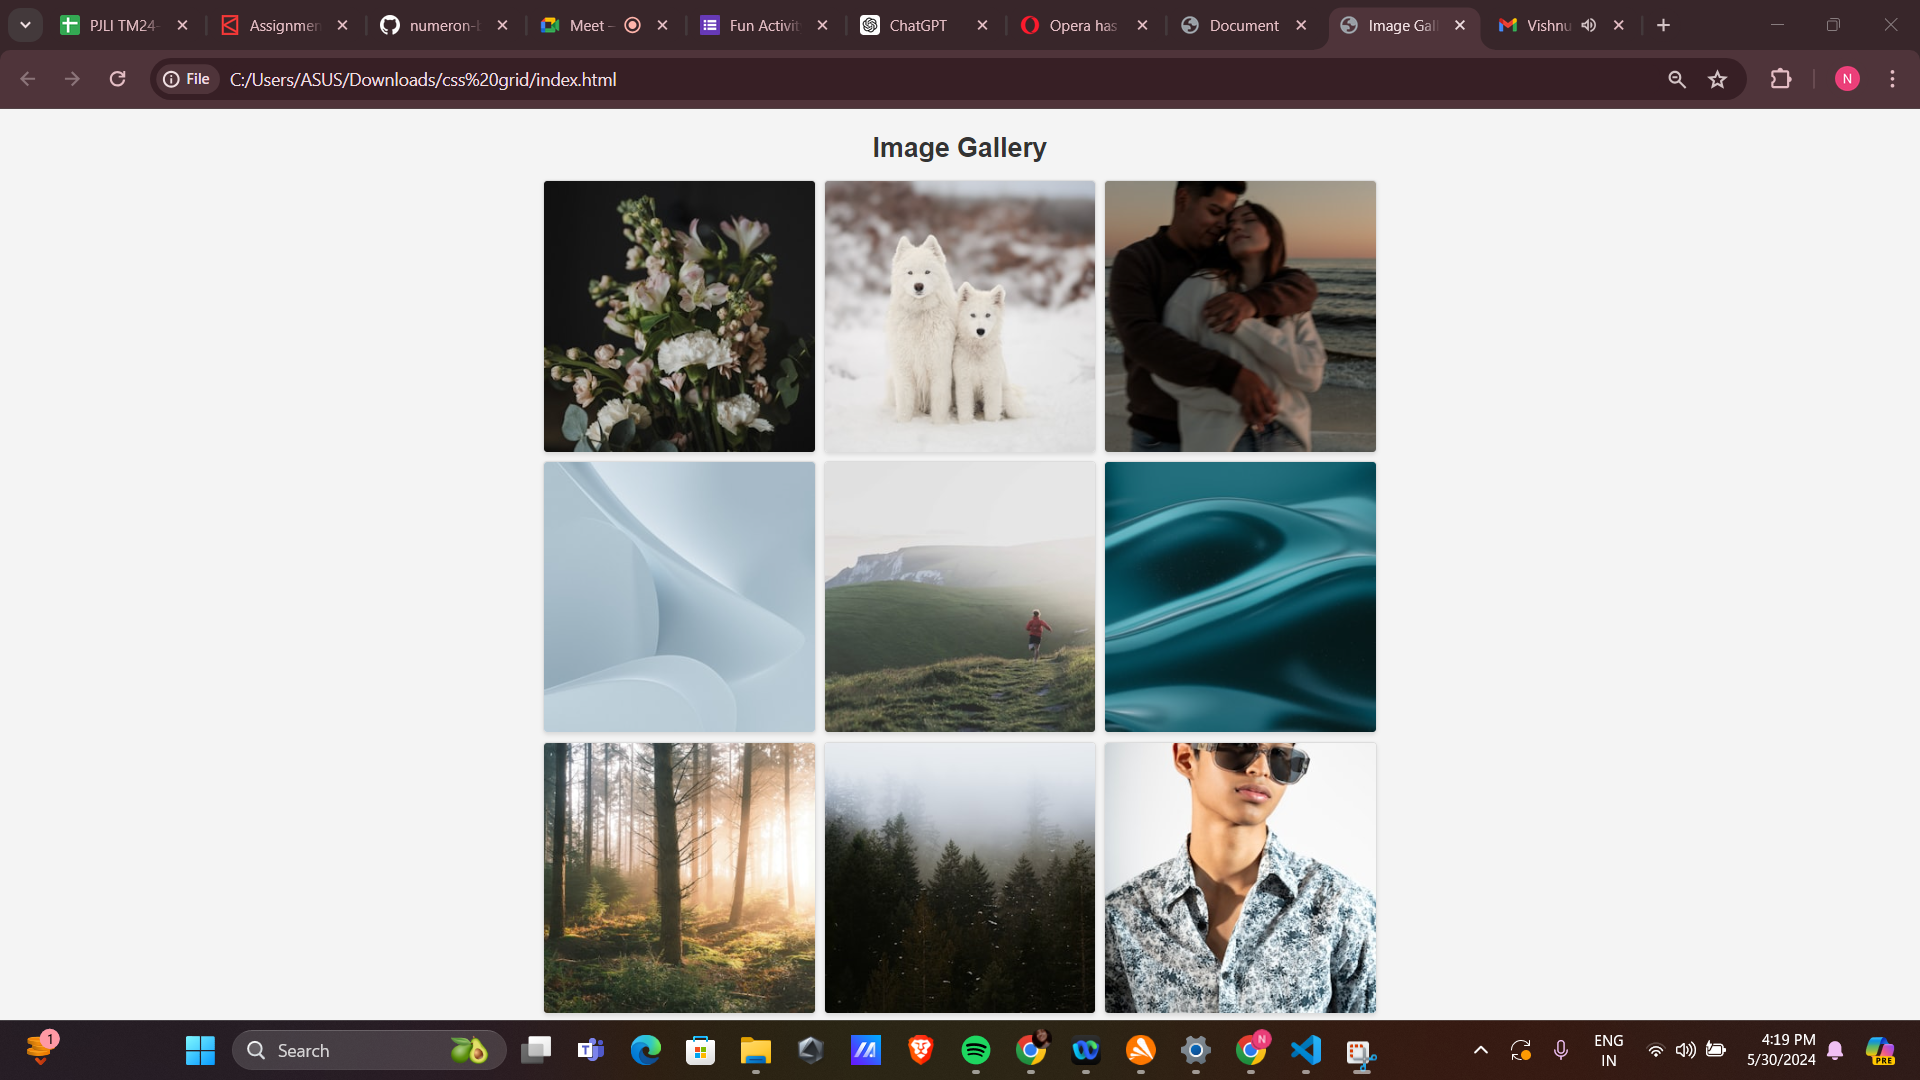 PJLI TM24-
Assignmen
numeron-b
Meet –
Fun Activit
ChatGPT
Opera has
Document
Image Gal
Vishnu
File
C:/Users/ASUS/Downloads/css%20grid/index.html
N
Image Gallery
1
Search
T
N
ENG
IN
4:19 PM
5/30/2024
PRE